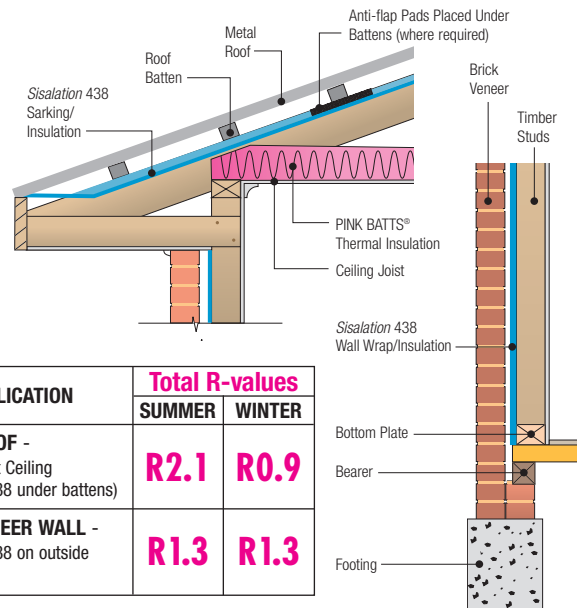 Anti-flap Pads Placed Under
Battens (where required)
Metal
Roof
Roof
Batten
Sisalation 438
Sarking/
Insulation
Brick
Veneer
Timber
Studs
PINK BATTS®
Thermal Insulation
Ceiling Joist
Sisalation 438
Wall Wrap/Insulation
Bottom Plate
Bearer
Footing
LICATION
Total R-values
SUMMER WINTER
OF -
t Ceiling
38 under battens)
R2.1 R0.9
EER WALL -
38 on outside
R1.3 R1.3